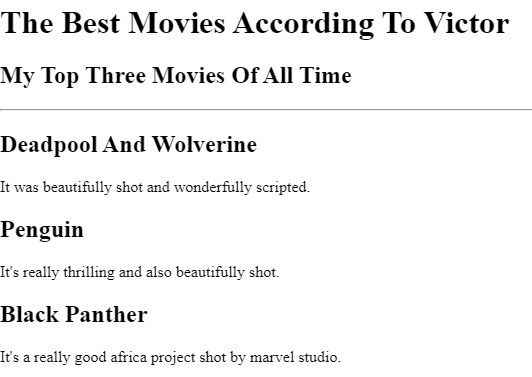 The Best Movies According To Victor
My Top Three Movies Of All Time
Deadpool And Wolverine
It was beautifully shot and wonderfully scripted.
Penguin
It's really thrilling and also beautifully shot.
Black Panther
It's a really good africa project shot by marvel studio.